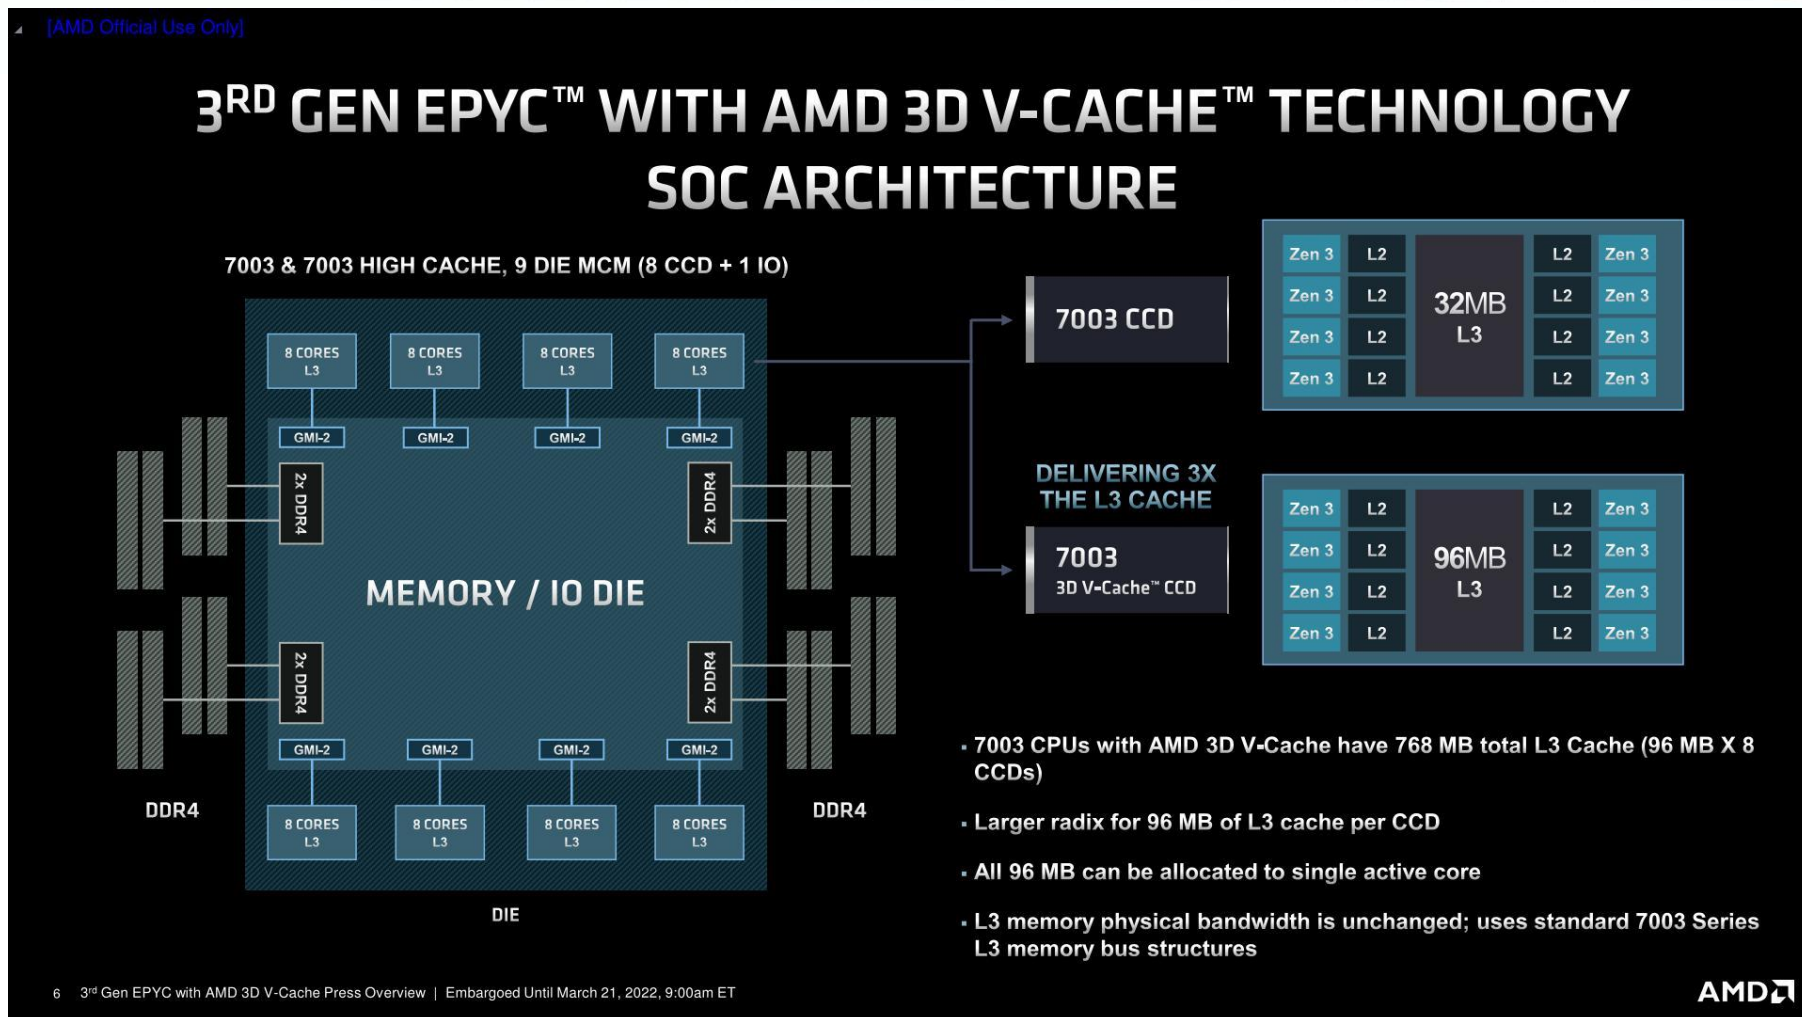 [AMD Official Use Only]
3RD GEN EPYC™ WITH AMD 3D V-CACHE™ TECHNOLOGY
SOC ARCHITECTURE
7003 & 7003 HIGH CACHE, 9 DIE MCM (8 CCD + 1 IO)
8 CORES
L3
8 CORES
L3
8 CORES
L3
8 CORES
L3
GMI-2
GMI-2
GMI-2
GMI-2
2x DDR4
2x DDR4
MEMORY / IO DIE
2x DDR4
2x DDR4
GMI-2
GMI-2
GMI-2
GMI-2
8 CORES
L3
8 CORES
L3
8 CORES
L3
8 CORES
L3
DDR4
DDR4
DIE
7003 CCD
Zen 3 L2 L2 Zen 3
Zen 3 L2 L2 Zen 3
32MB
L3
Zen 3 L2 L2 Zen 3
Zen 3 L2 L2 Zen 3
DELIVERING 3X
THE L3 CACHE
7003
3D V-Cache™ CCD
Zen 3 L2 L2 Zen 3
Zen 3 L2 L2 Zen 3
96MB
L3
Zen 3 L2 L2 Zen 3
Zen 3 L2 L2 Zen 3
▪ 7003 CPUs with AMD 3D V-Cache have 768 MB total L3 Cache (96 MB X 8
CCDs)
▪ Larger radix for 96 MB of L3 cache per CCD
▪ All 96 MB can be allocated to single active core
▪ L3 memory physical bandwidth is unchanged; uses standard 7003 Series
L3 memory bus structures
6 3rd Gen EPYC with AMD 3D V-Cache Press Overview | Embargoed Until March 21, 2022, 9:00am ET
AMD